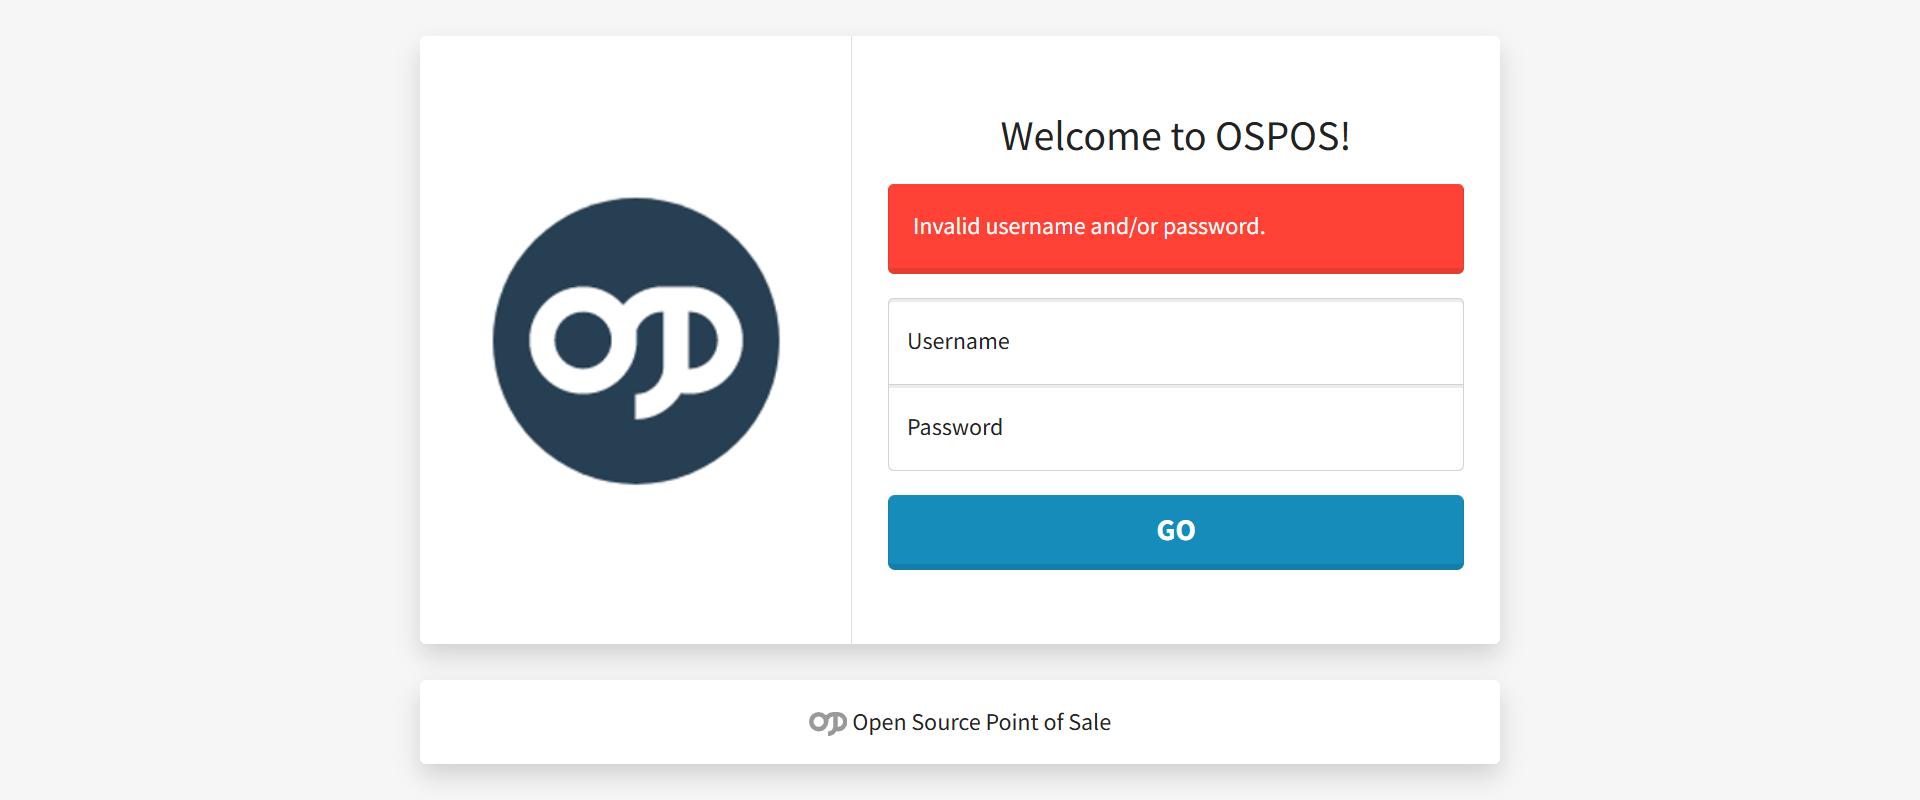 Welcome to OSPOS!
Invalid username and/or password.
Username
Password
GO
Open Source Point of Sale